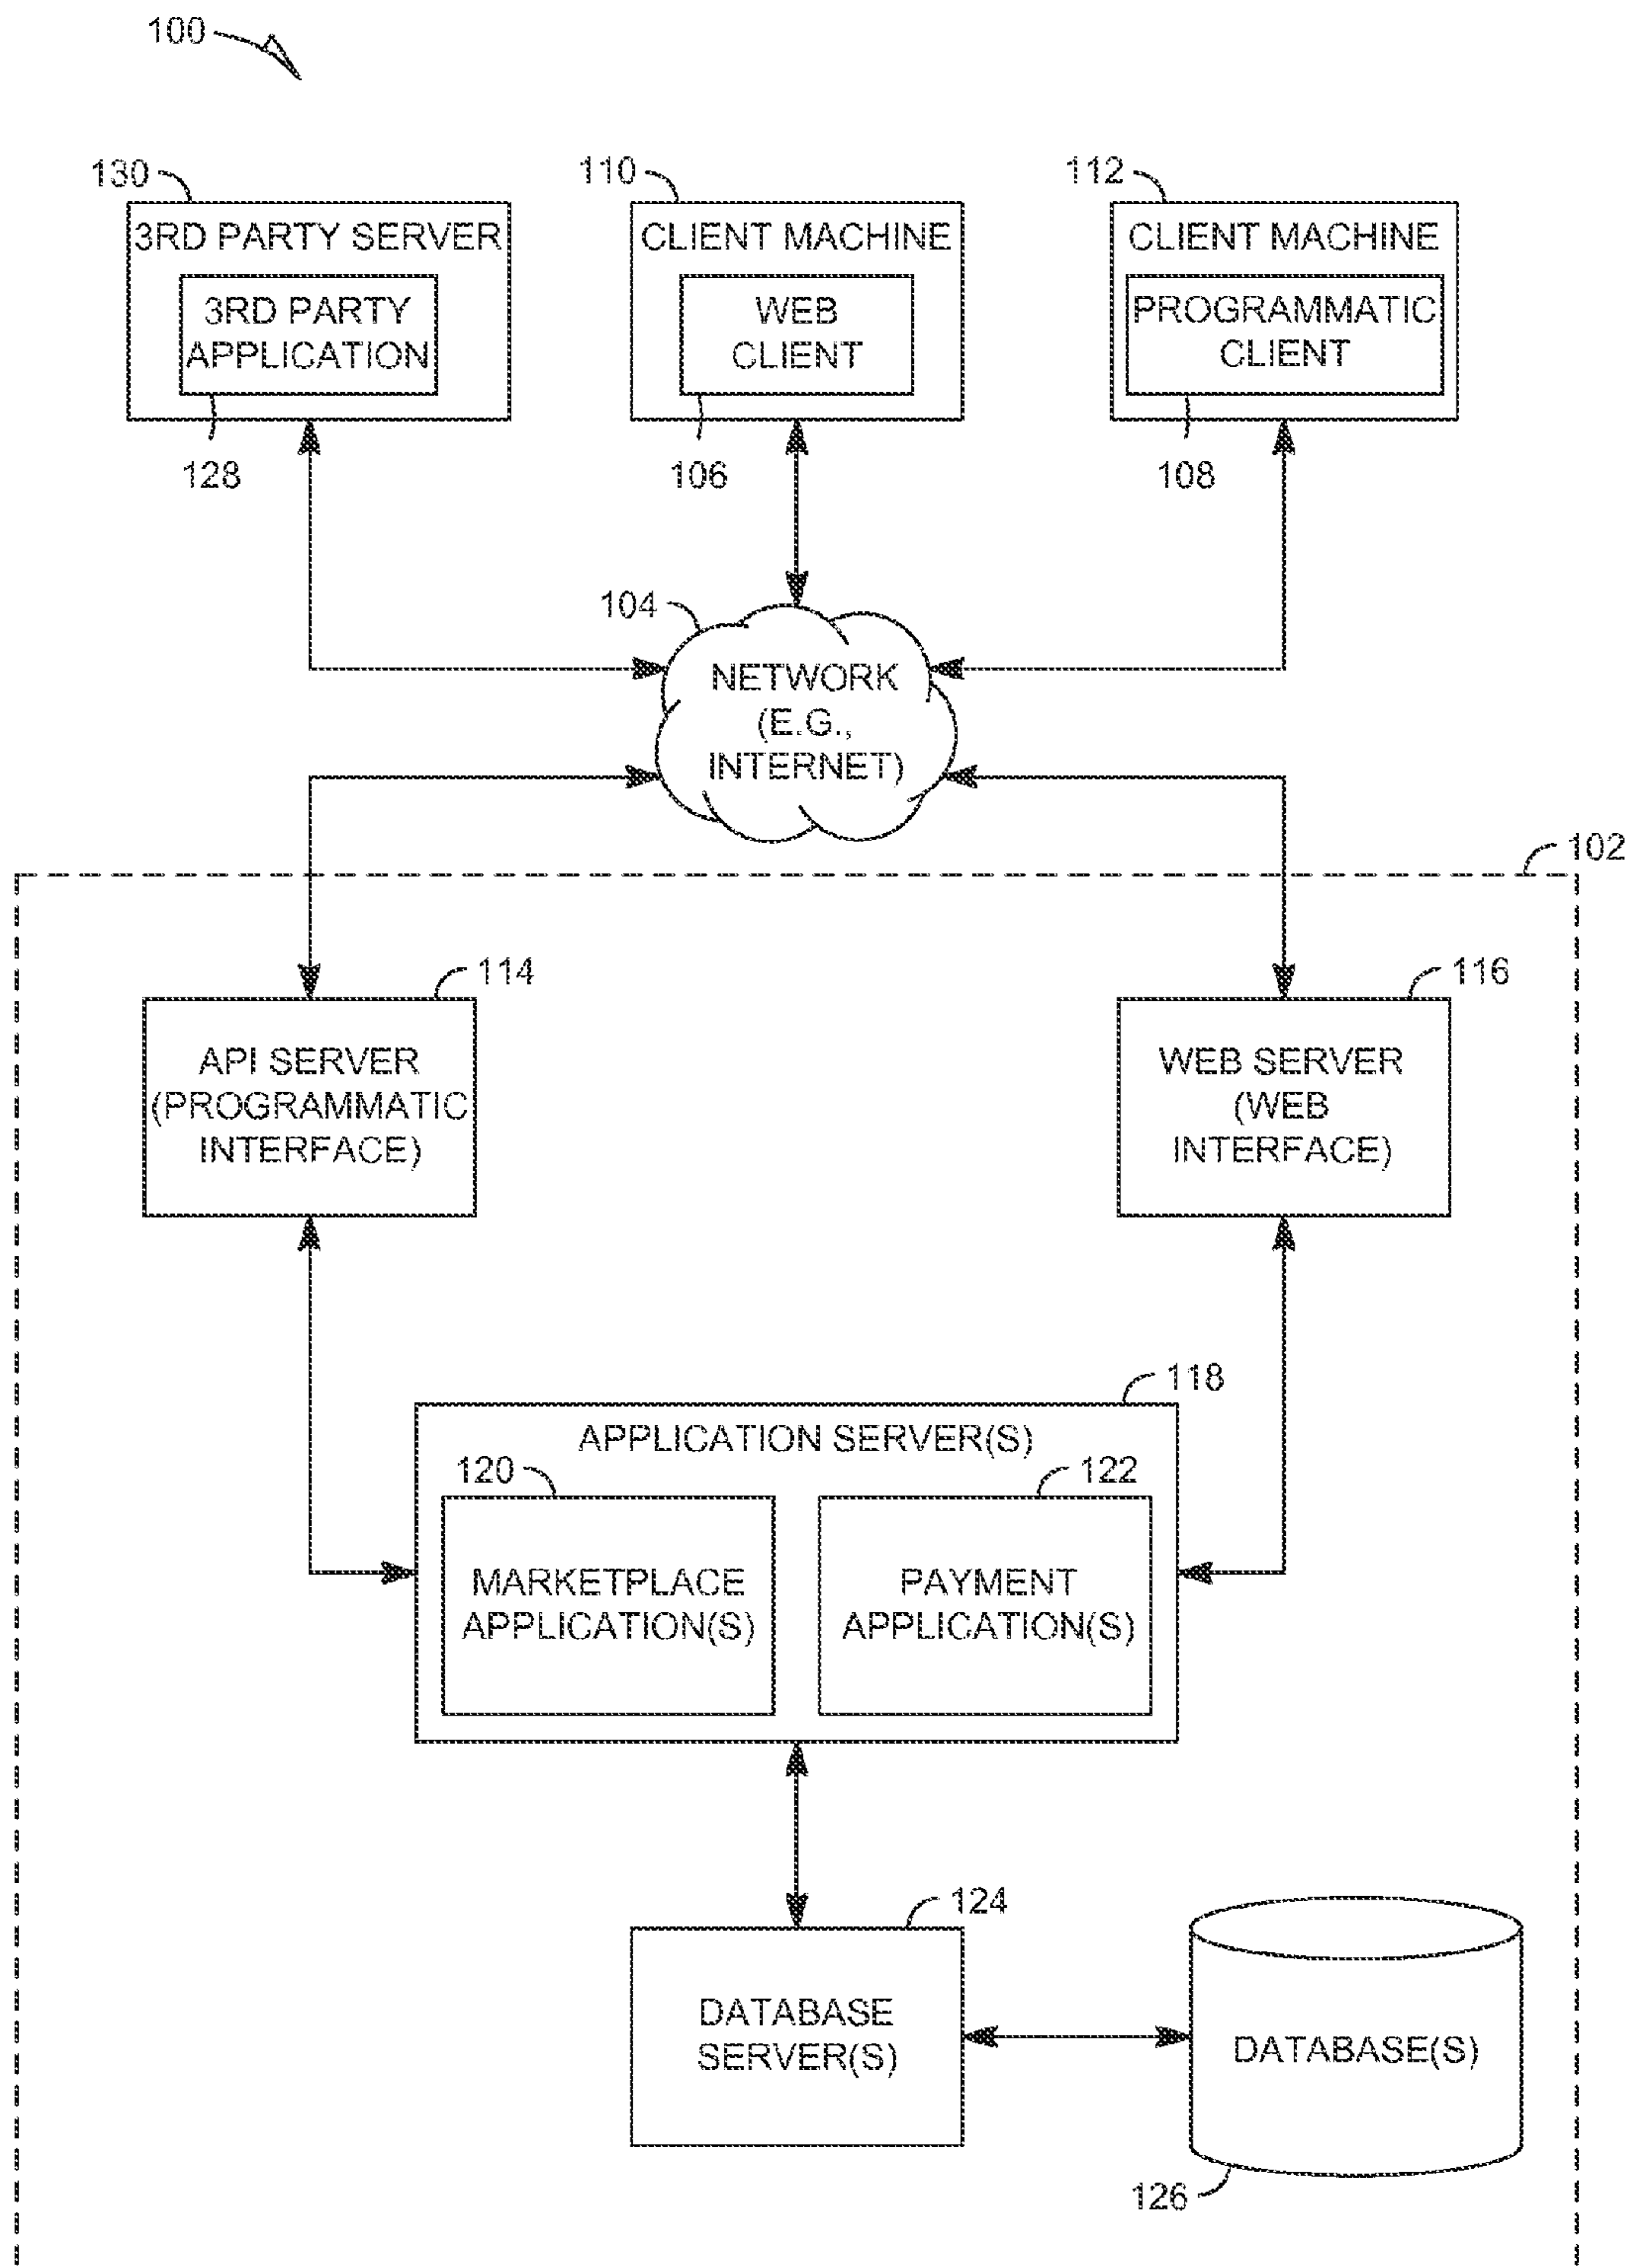 100
130
110
112
3RD PARTY SERVER
3RD PARTY
APPLICATION
CLIENT MACHINE
WEB
CLIENT
CLIENT MACHINE
PROGRAMMATIC
CLIENT
128
106
108
104
NETWORK
(E.G.,
INTERNET)
102
114
116
API SERVER
(PROGRAMMATIC
INTERFACE)
WEB SERVER
(WEB
INTERFACE)
118
APPLICATION SERVER(S)
120
122
MARKETPLACE
APPLICATION(S)
PAYMENT
APPLICATION(S)
124
DATABASE
SERVER(S)
DATABASE(S)
126